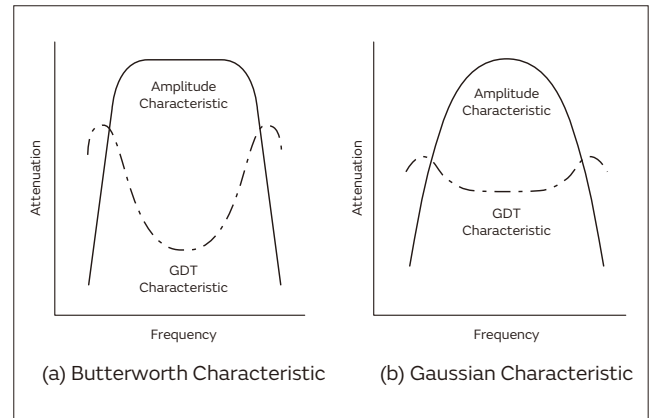 Attenuation
Amplitude
Characteristic
GDT
Characteristic
Frequency
(a) Butterworth Characteristic
Attenuation
Amplitude
Characteristic
GDT
Characteristic
Frequency
(b) Gaussian Characteristic